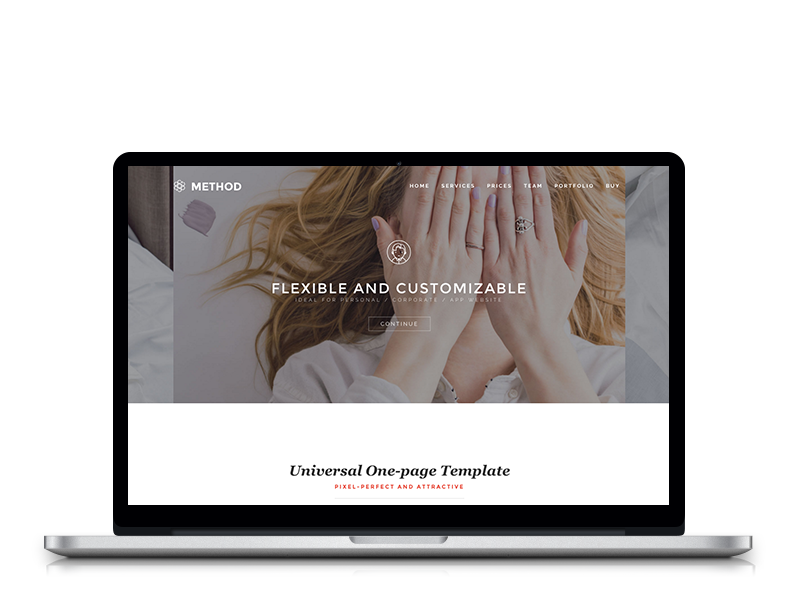 METHOD
HOME SERVICES PRICES TEAM PORTFOLIO BUY
FLEXIBLE AND CUSTOMIZABLE
IDEAL FOR PERSONAL / CORPORATE / APP WEBSITE
CONTINUE
Universal One-page Template
PIXEL-PERFECT AND ATTRACTIVE